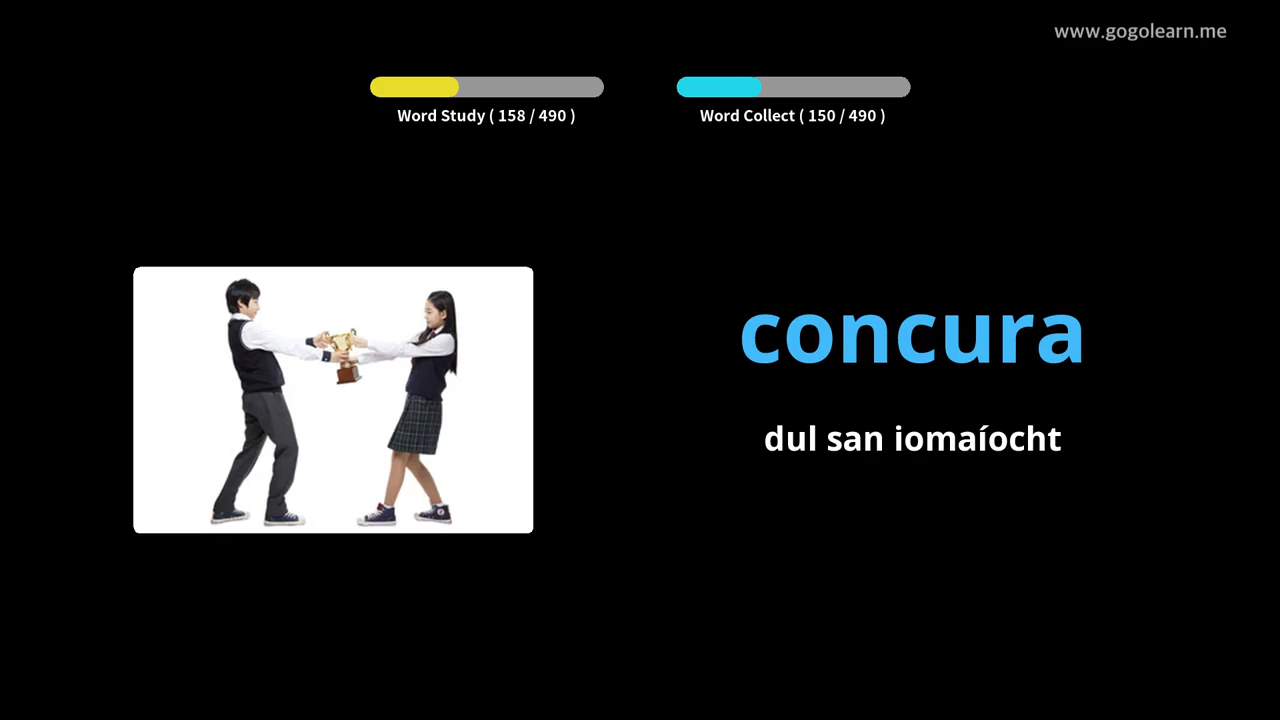 www.gogolearn.me
Word Study ( 158 / 490 )
Word Collect ( 150 / 490 )
concura
dul san iomaíocht